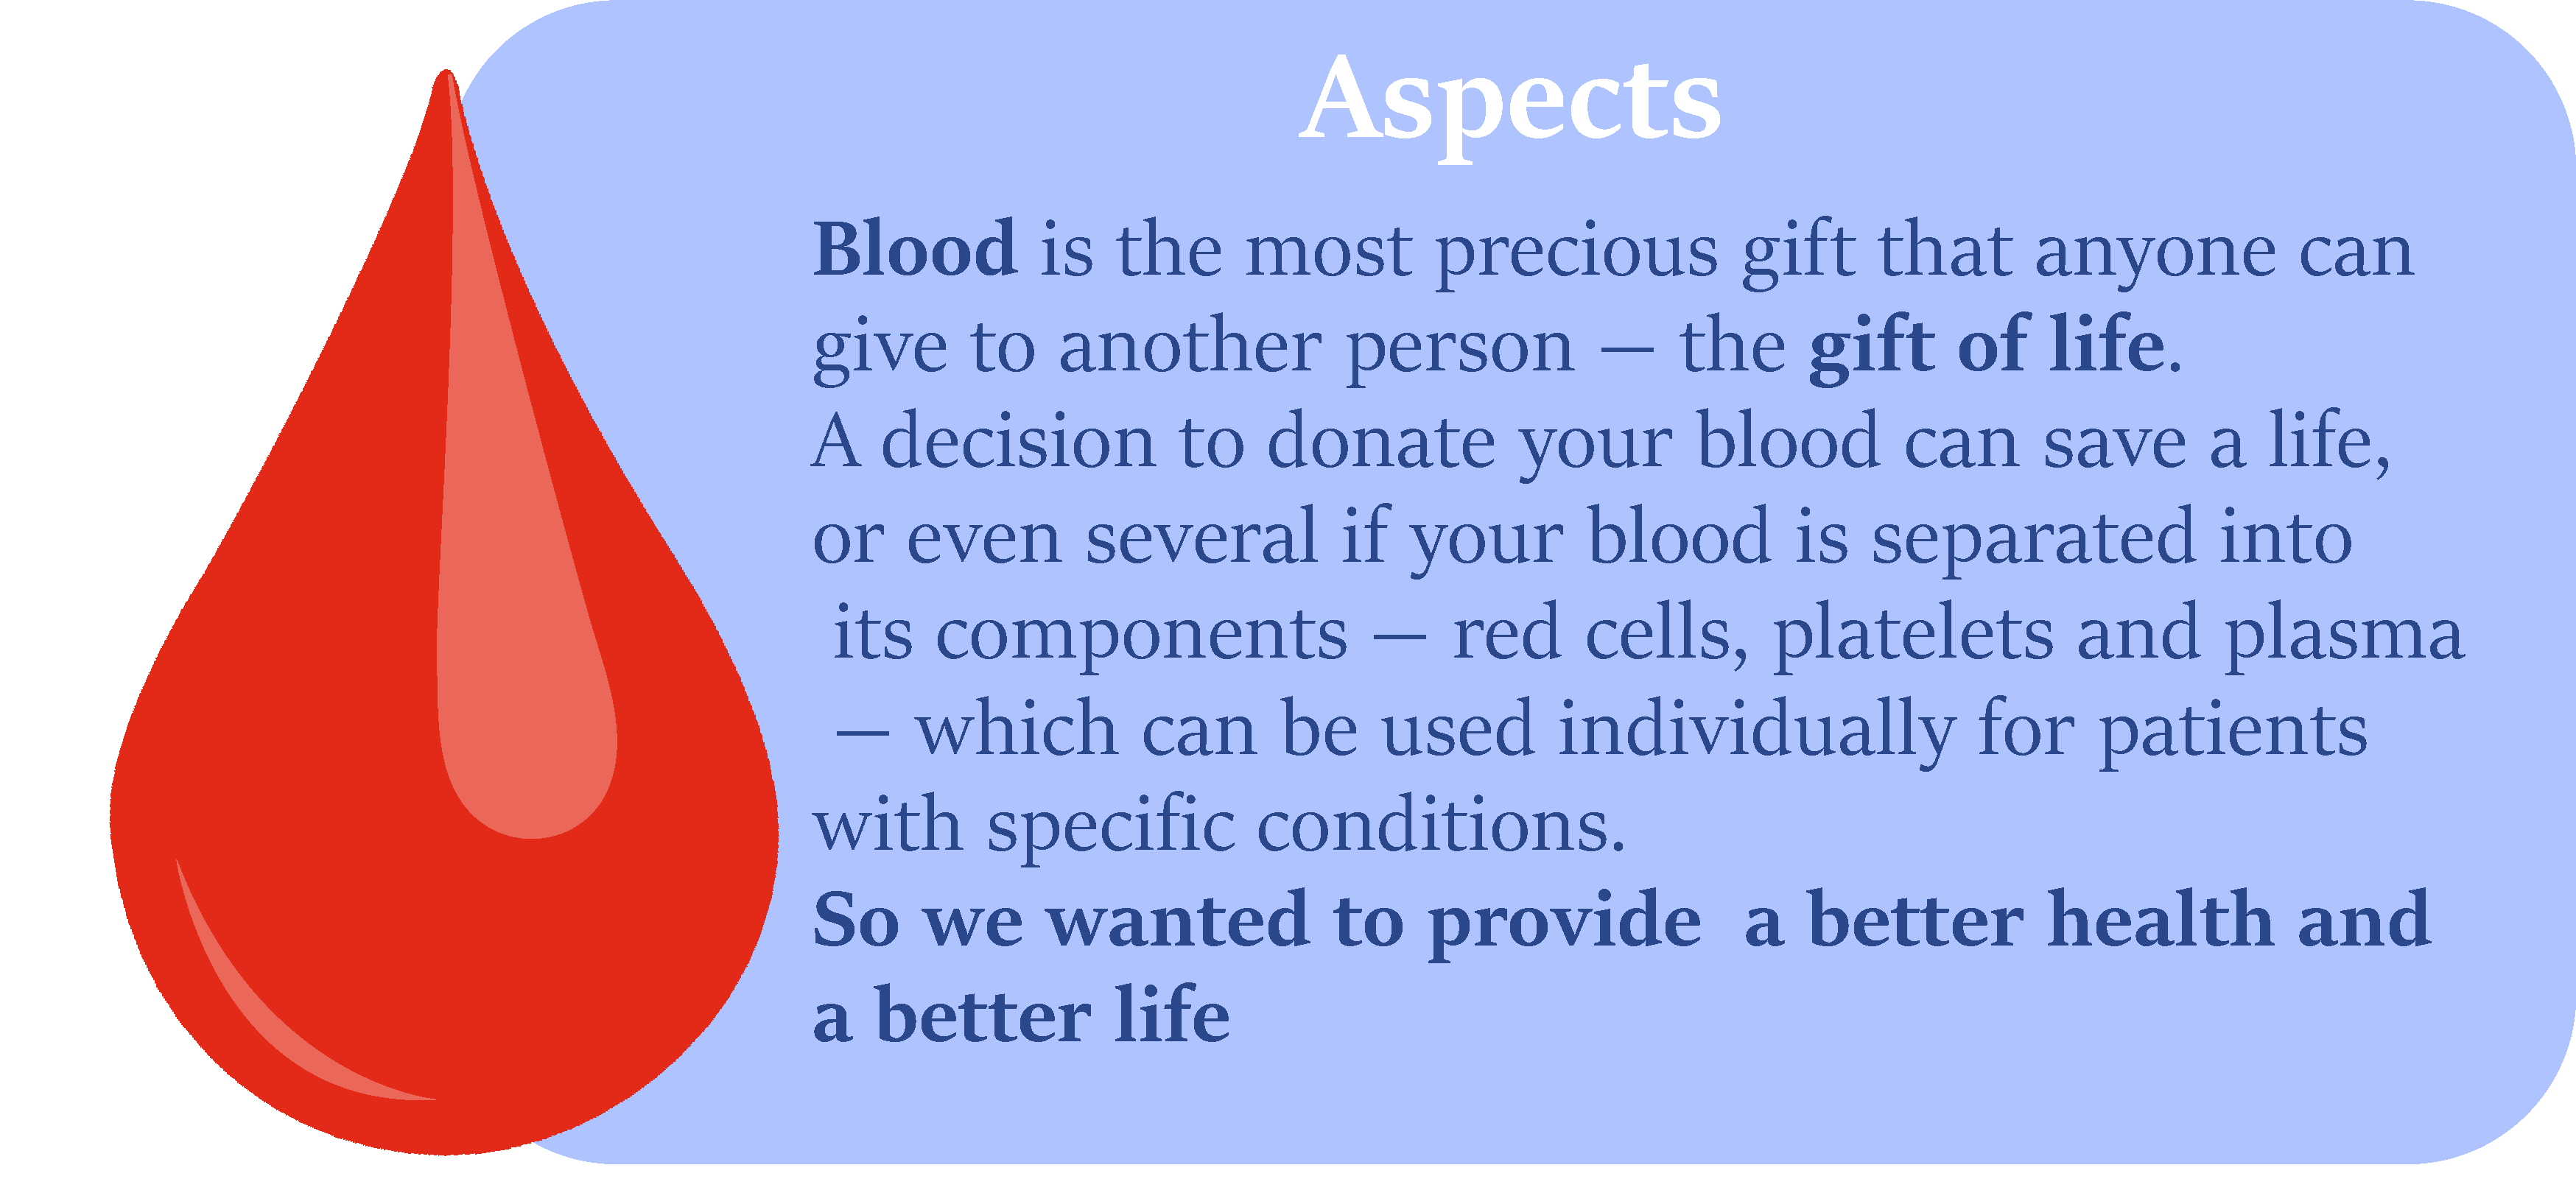 Aspects
Blood is the most precious gift that anyone can
give to another person — the gift of life.
A decision to donate your blood can save a life,
or even several if your blood is separated into
its components — red cells, platelets and plasma
— which can be used individually for patients
with specific conditions.
So we wanted to provide a better health and
a better life